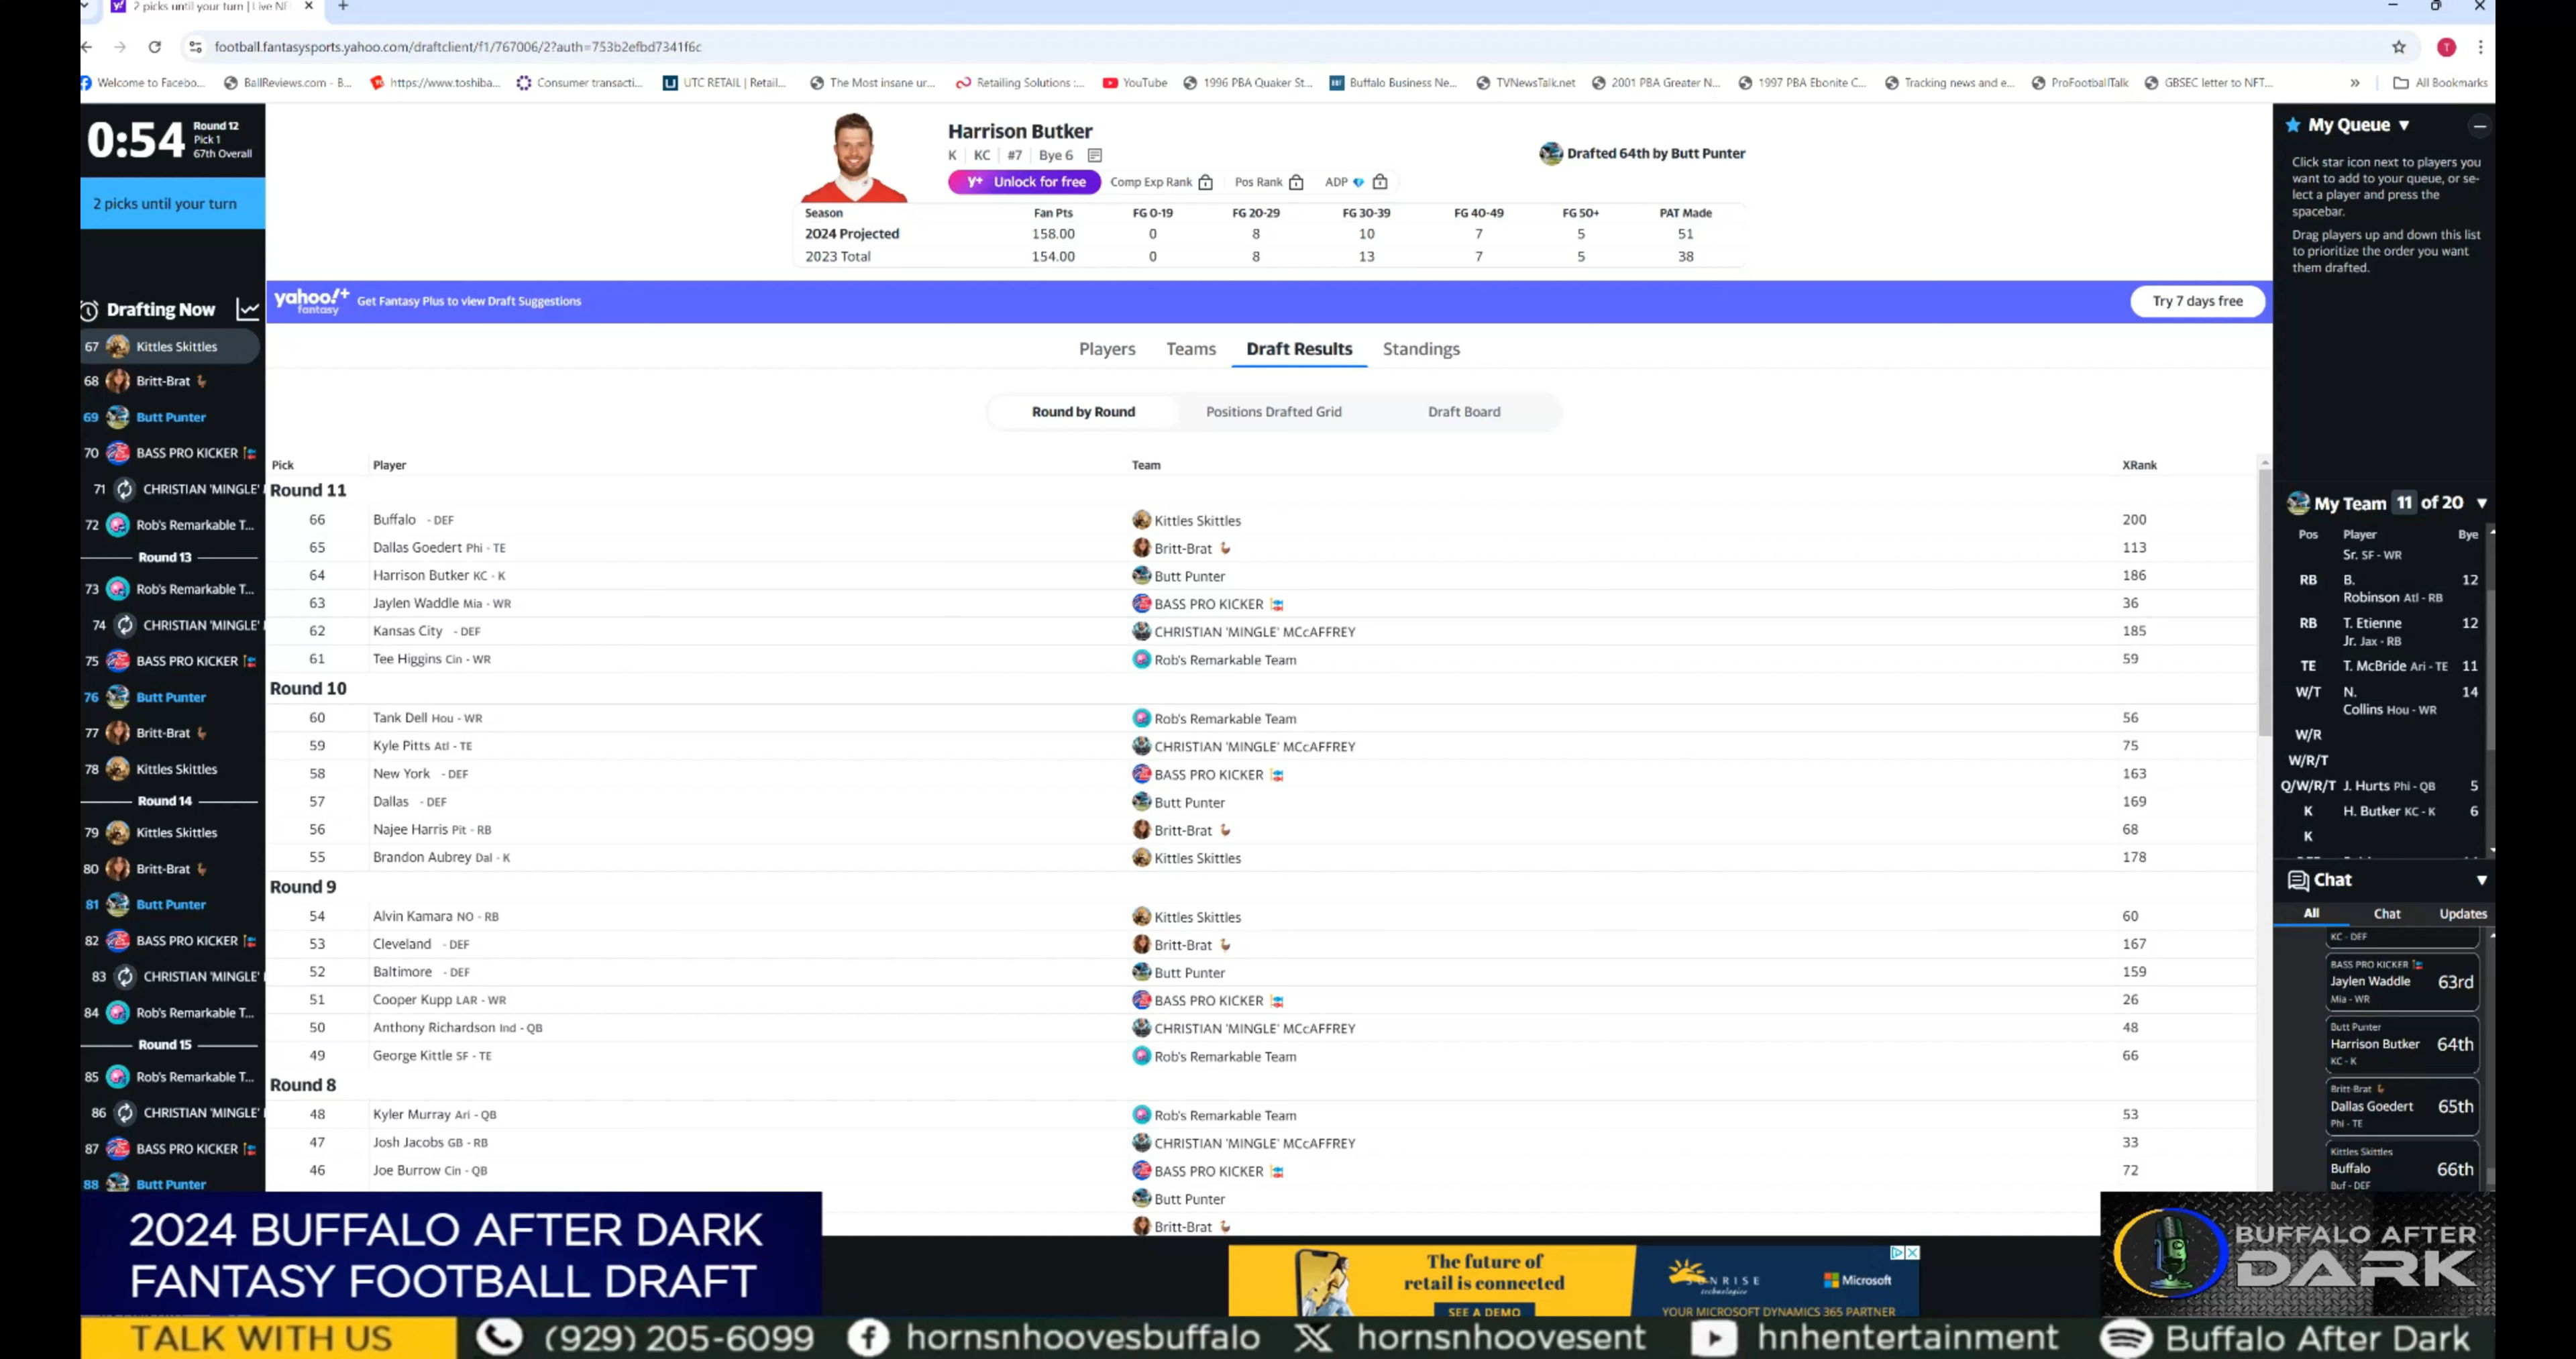 2 picks until your turn | Live NF
football.fantasysports.yahoo.com/draftclient/f1/767006/2?auth=753b2efbd7341f6c
Welcome to Facebo...
BallReviews.com - B...
https://www.toshiba...
Consumer transacti...
UTC RETAIL | Retail...
The Most insane ur...
Retailing Solutions :...
YouTube
1996 PBA Quaker St...
Buffalo Business Ne...
TVNewsTalk.net
2001 PBA Greater N...
1997 PBA Ebonite C...
Tracking news and e...
ProFootballTalk
GBSEC letter to NFT...
All Bookmarks
0:54
Round 12
Pick 1
67th Overall
2 picks until your turn
Drafting Now
67 Kittles Skittles
68 Britt-Brat
69 Butt Punter
70 BASS PRO KICKER
71 CHRISTIAN 'MINGLE'
72 Rob's Remarkable T...
Round 13
73 Rob's Remarkable T...
74 CHRISTIAN 'MINGLE'
75 BASS PRO KICKER
76 Butt Punter
77 Britt-Brat
78 Kittles Skittles
Round 14
79 Kittles Skittles
80 Britt-Brat
81 Butt Punter
82 BASS PRO KICKER
83 CHRISTIAN 'MINGLE'
84 Rob's Remarkable T...
Round 15
85 Rob's Remarkable T...
86 CHRISTIAN 'MINGLE'
87 BASS PRO KICKER
88 Butt Punter
Harrison Butker
K | KC | #7 | Bye 6
Drafted 64th by Butt Punter
y+ Unlock for free
Comp Exp Rank
Pos Rank
ADP
Season Fan Pts FG 0-19 FG 20-29 FG 30-39 FG 40-49 FG 50+ PAT Made
2024 Projected 158.00 0 8 10 7 5 51
2023 Total 154.00 0 8 13 7 5 38
yahoo!+
fantasy
Get Fantasy Plus to view Draft Suggestions
Try 7 days free
Players Teams Draft Results Standings
Round by Round Positions Drafted Grid Draft Board
Pick Player Team XRank
Round 11
66 Buffalo - DEF Kittles Skittles 200
65 Dallas Goedert Phi - TE Britt-Brat 113
64 Harrison Butker KC - K Butt Punter 186
63 Jaylen Waddle Mia - WR BASS PRO KICKER 36
62 Kansas City - DEF CHRISTIAN 'MINGLE' MCcAFFREY 185
61 Tee Higgins Cin - WR Rob's Remarkable Team 59
Round 10
60 Tank Dell Hou - WR Rob's Remarkable Team 56
59 Kyle Pitts Atl - TE CHRISTIAN 'MINGLE' MCcAFFREY 75
58 New York - DEF BASS PRO KICKER 163
57 Dallas - DEF Butt Punter 169
56 Najee Harris Pit - RB Britt-Brat 68
55 Brandon Aubrey Dal - K Kittles Skittles 178
Round 9
54 Alvin Kamara NO - RB Kittles Skittles 60
53 Cleveland - DEF Britt-Brat 167
52 Baltimore - DEF Butt Punter 159
51 Cooper Kupp LAR - WR BASS PRO KICKER 26
50 Anthony Richardson Ind - QB CHRISTIAN 'MINGLE' MCcAFFREY 48
49 George Kittle SF - TE Rob's Remarkable Team 66
Round 8
48 Kyler Murray Ari - QB Rob's Remarkable Team 53
47 Josh Jacobs GB - RB CHRISTIAN 'MINGLE' MCcAFFREY 33
46 Joe Burrow Cin - QB BASS PRO KICKER 72
Butt Punter
Britt-Brat
My Queue
Click star icon next to players you
want to add to your queue, or se-
lect a player and press the
spacebar.
Drag players up and down this list
to prioritize the order you want
them drafted.
My Team 11 of 20
Pos Player Bye
Sr. SF - WR
RB B. 12
Robinson Atl - RB
RB T. Etienne 12
Jr. Jax - RB
TE T. McBride Ari - TE 11
W/T N. 14
Collins Hou - WR
W/R
W/R/T
Q/W/R/T J. Hurts Phi - QB 5
K H. Butker KC - K 6
K
Chat
All Chat Updates
KC - DEF
BASS PRO KICKER
Jaylen Waddle 63rd
Mia - WR
Butt Punter
Harrison Butker 64th
KC - K
Britt-Brat
Dallas Goedert 65th
Phi - TE
Kittles Skittles
Buffalo 66th
Buf - DEF
2024 BUFFALO AFTER DARK
FANTASY FOOTBALL DRAFT
The future of
retail is connected
SEE A DEMO
SUNRISE
technologies
Microsoft
YOUR MICROSOFT DYNAMICS 365 PARTNER
BUFFALO AFTER
DARK
TALK WITH US (929) 205-6099 hornsnhoovesbuffalo hornsnhoovesent hnhentertainment Buffalo After Dark